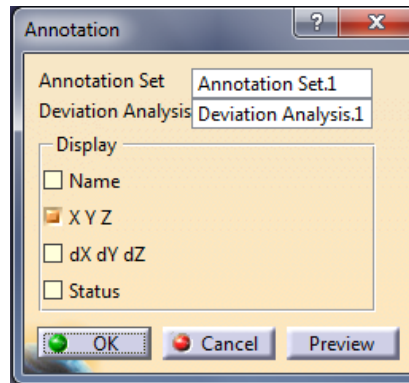 Annotation ?
Annotation Set Annotation Set.1
Deviation Analysis Deviation Analysis.1
Display
Name
X Y Z
dX dY dZ
Status
OK Cancel Preview